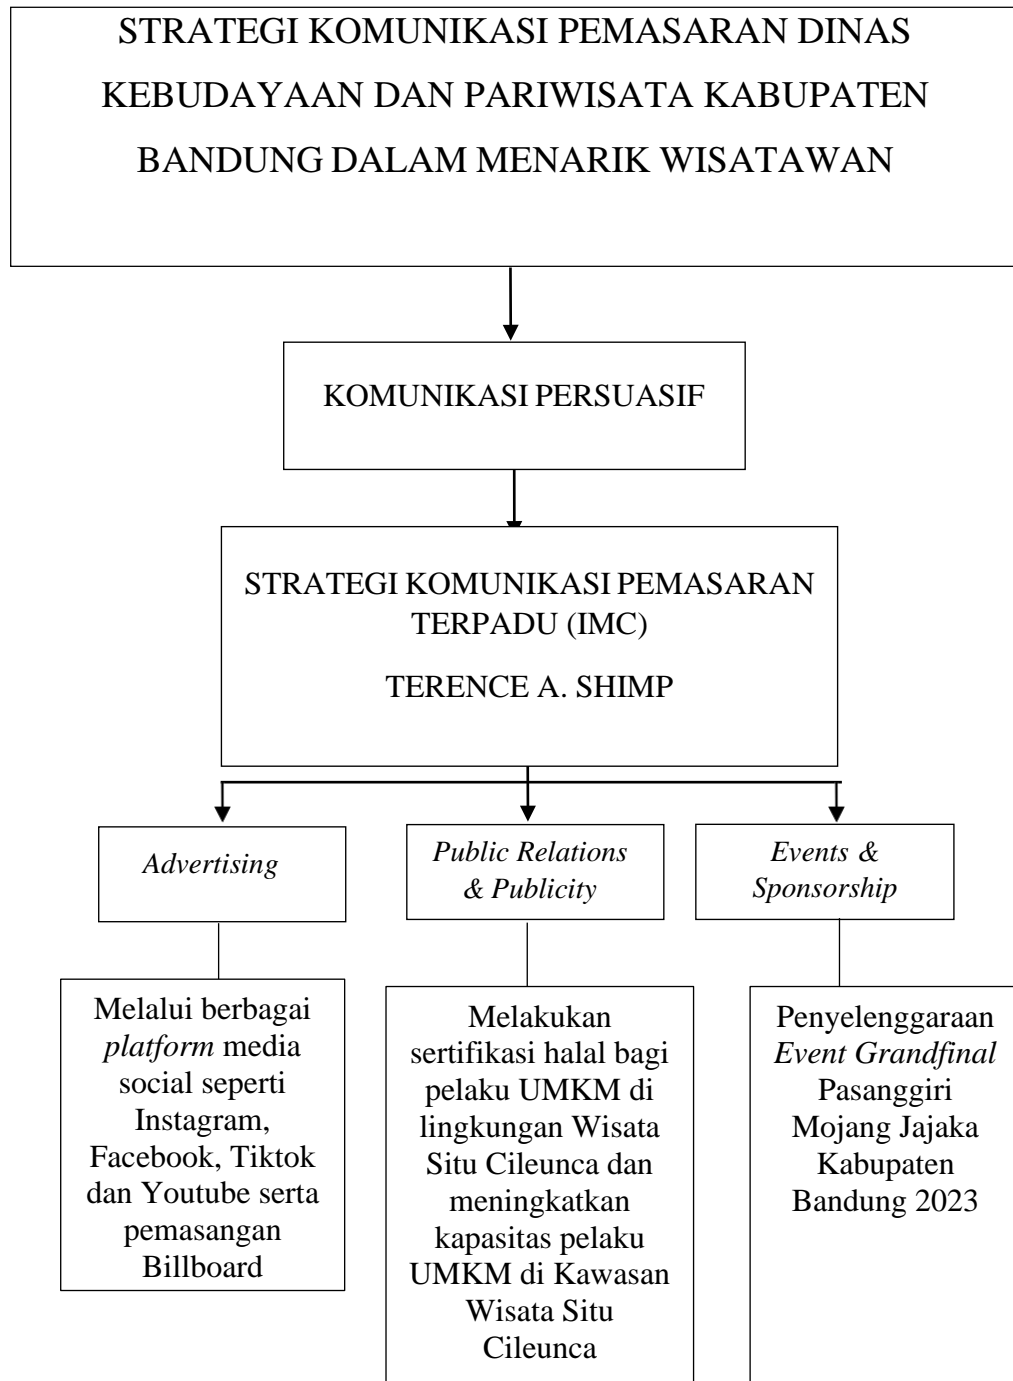 STRATEGI KOMUNIKASI PEMASARAN DINAS
KEBUDAYAAN DAN PARIWISATA KABUPATEN
BANDUNG DALAM MENARIK WISATAWAN
KOMUNIKASI PERSUASIF
STRATEGI KOMUNIKASI PEMASARAN
TERPADU (IMC)
TERENCE A. SHIMP
Advertising
Public Relations
& Publicity
Events &
Sponsorship
Melalui berbagai
platform media
social seperti
Instagram,
Facebook, Tiktok
dan Youtube serta
pemasangan
Billboard
Melakukan
sertifikasi halal bagi
pelaku UMKM di
lingkungan Wisata
Situ Cileunca dan
meningkatkan
kapasitas pelaku
UMKM di Kawasan
Wisata Situ
Cileunca
Penyelenggaraan
Event Grandfinal
Pasanggiri
Mojang Jajaka
Kabupaten
Bandung 2023